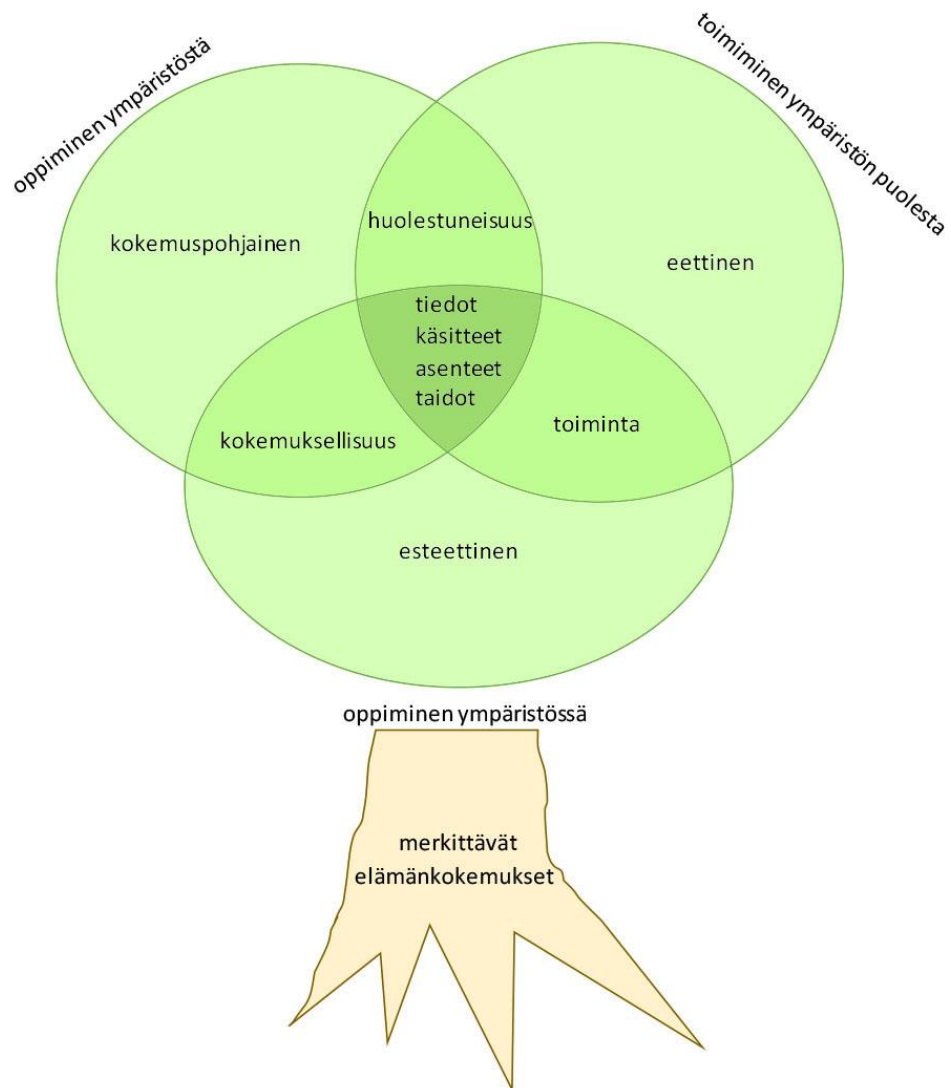 oppiminen ympäristöstä
toimiminen ympäristön puolesta
huolestuneisuus
kokemuspohjainen
eettinen
tiedot
käsitteet
asenteet
taidot
kokemuksellisuus
toiminta
esteettinen
oppiminen ympäristössä
merkittävät
elämänkokemukset